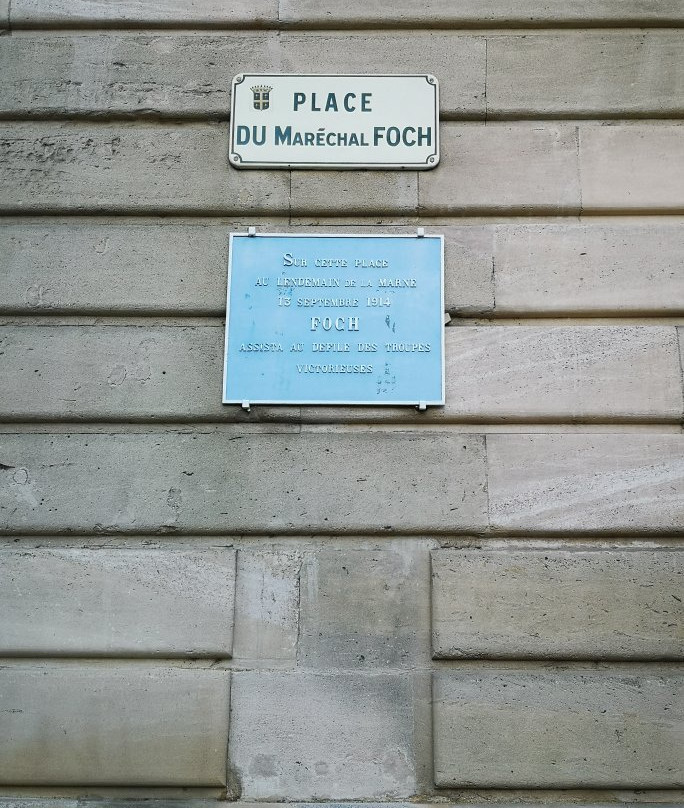 PLACE
DU MARÉCHAL FOCH
SUR CETTE PLACE
AU LENDEMAIN DE LA MARNE
13 SEPTEMBRE 1914
FOCH
ASSISTA AU DEFILE DES TROUPES
VICTORIEUSES